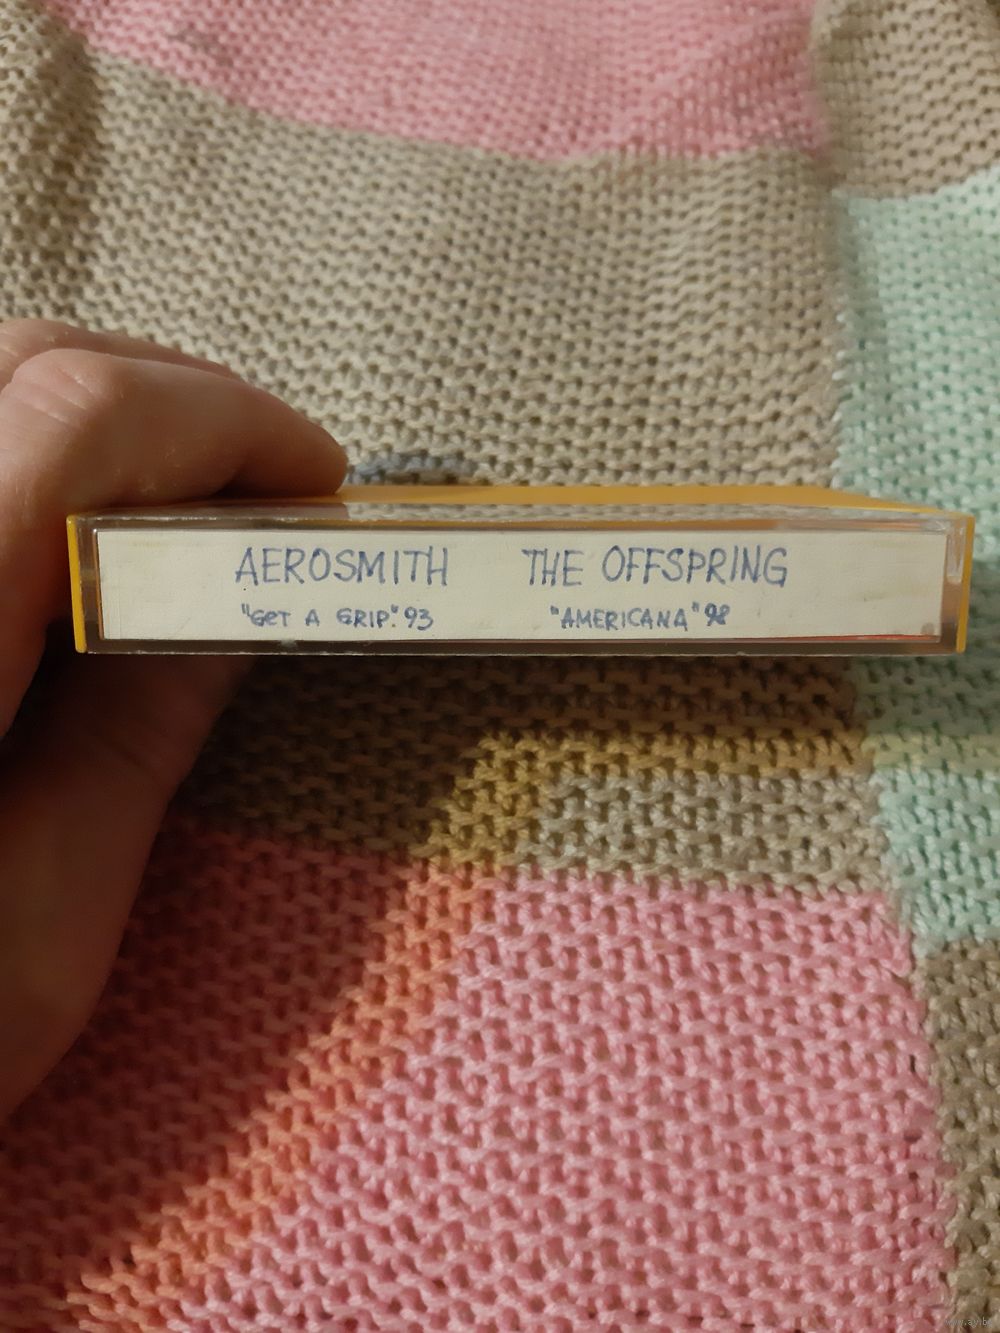 AEROSMITH THE OFFSPRING
"GET A GRIP." 93 "AMERICANA" 98